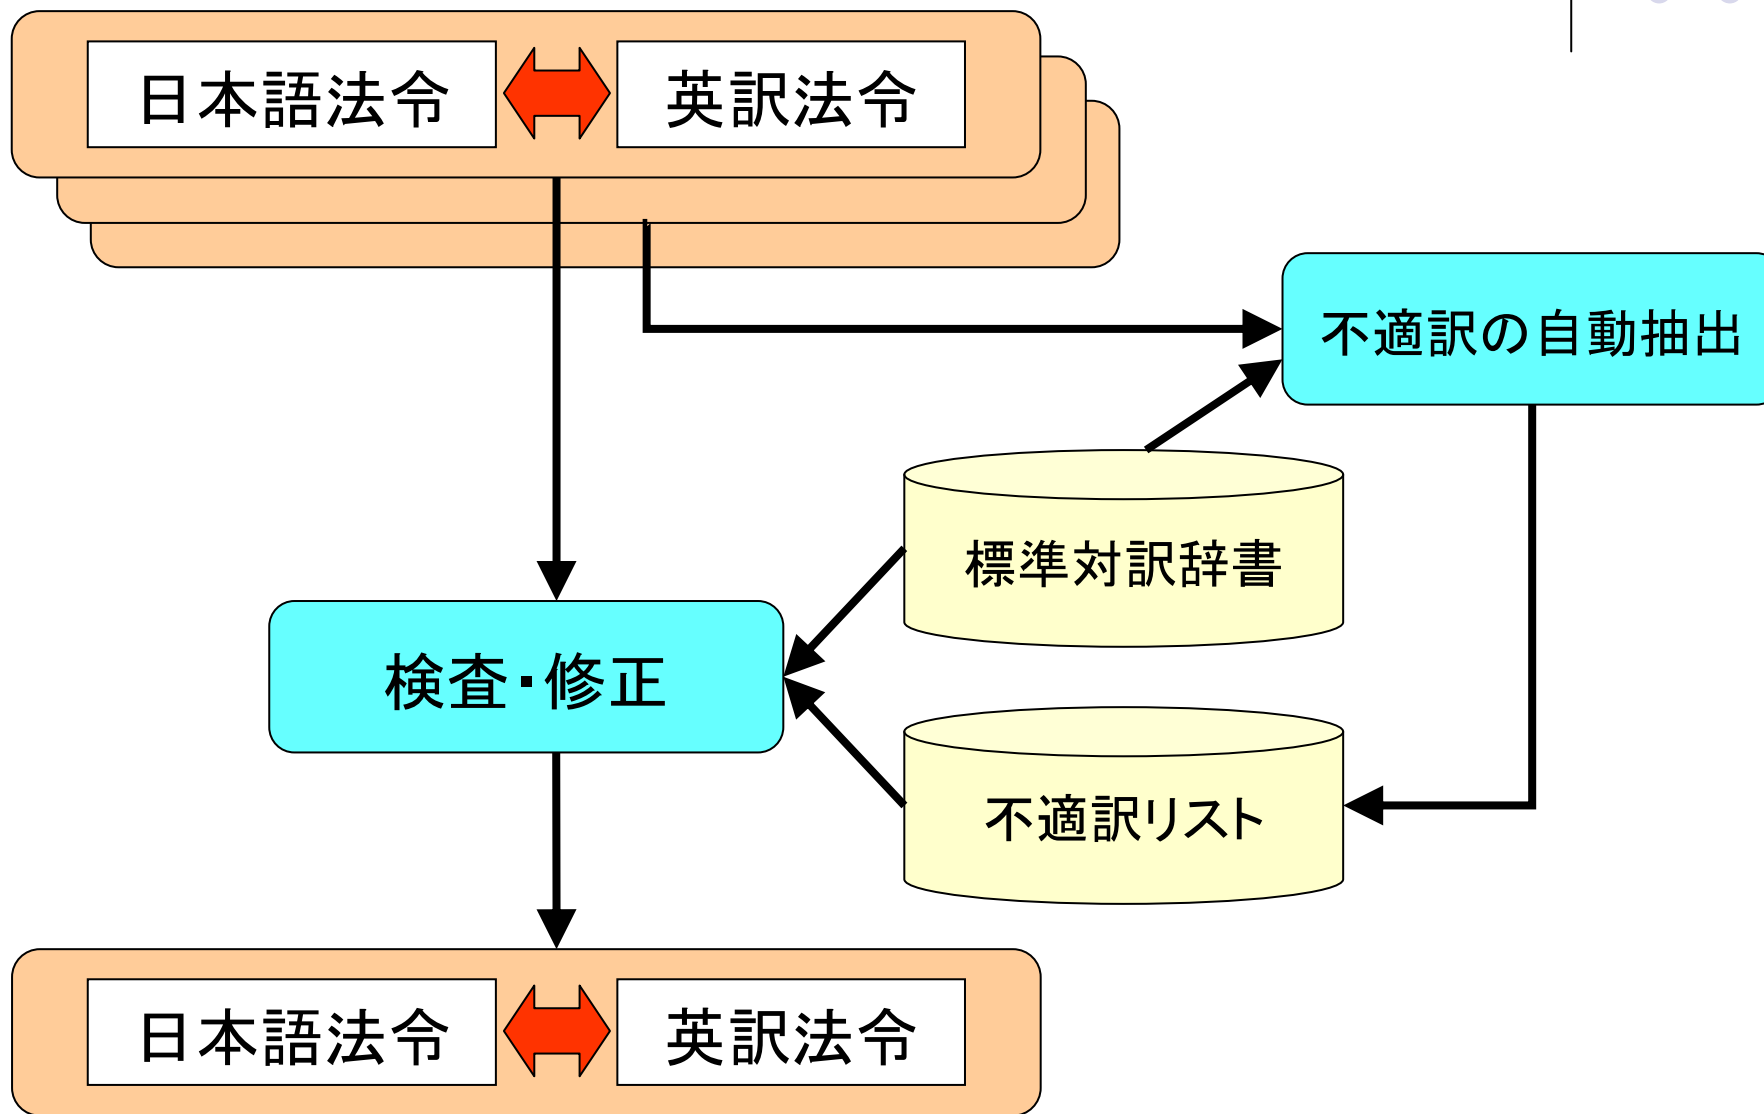 日本語法令
英訳法令
不適訳の自動抽出
標準対訳辞書
検査・修正
不適訳リスト
日本語法令
英訳法令